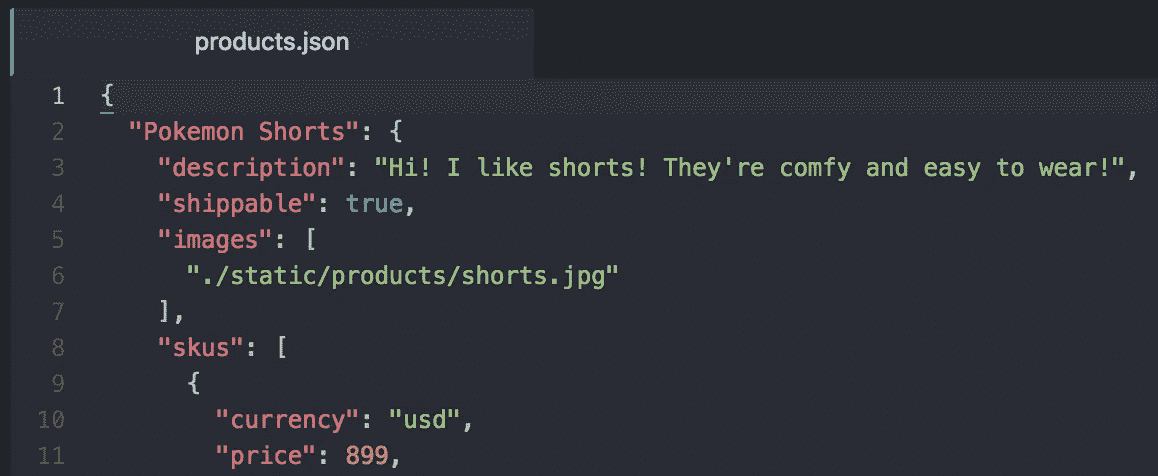 products.json
1 {
2 "Pokemon Shorts": {
3 "description": "Hi! I like shorts! They're comfy and easy to wear!",
4 "shippable": true,
5 "images": [
6 "./static/products/shorts.jpg"
7 ],
8 "skus": [
9 {
10 "currency": "usd",
11 "price": 899,